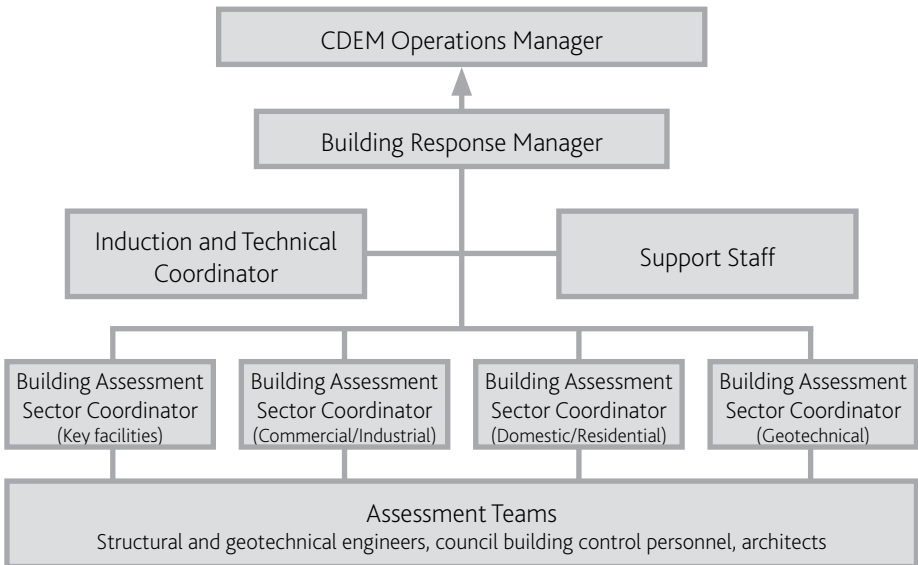 CDEM Operations Manager
Building Response Manager
Induction and Technical
Coordinator
Support Staff
Building Assessment
Sector Coordinator
(Key facilities)
Building Assessment
Sector Coordinator
(Commercial/Industrial)
Building Assessment
Sector Coordinator
(Domestic/Residential)
Building Assessment
Sector Coordinator
(Geotechnical)
Assessment Teams
Structural and geotechnical engineers, council building control personnel, architects